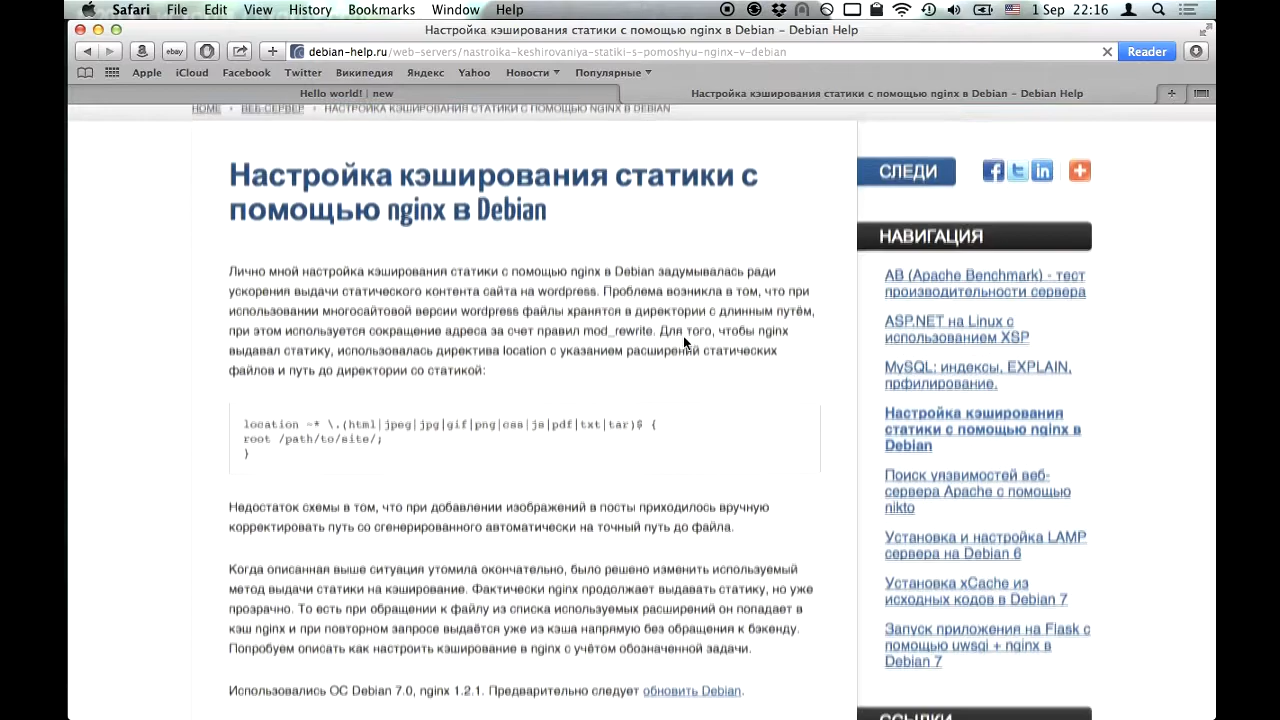 Safari File Edit View History Bookmarks Window Help 1 Sep 22:16
Настройка кэширования статики с помощью nginx в Debian – Debian Help
ebay debian-help.ru/web-servers/nastroika-keshirovaniya-statiki-s-pomoshyu-nginx-v-debian Reader
Apple iCloud Facebook Twitter Википедия Яндекс Yahoo Новости Популярные
Hello world! | new Настройка кэширования статики с помощью nginx в Debian – Debian Help
HOME › ВЕБ-СЕРВЕР › НАСТРОЙКА КЭШИРОВАНИЯ СТАТИКИ С ПОМОЩЬЮ NGINX В DEBIAN
Настройка кэширования статики с
помощью nginx в Debian
Лично мной настройка кэширования статики с помощью nginx в Debian задумывалась ради
ускорения выдачи статического контента сайта на wordpress. Проблема возникла в том, что при
использовании многосайтовой версии wordpress файлы хранятся в директории с длинным путём,
при этом используется сокращение адреса за счет правил mod_rewrite. Для того, чтобы nginx
выдавал статику, использовалась директива location с указанием расширений статических
файлов и путь до директории со статикой:
location ~* \.(html|jpeg|jpg|gif|png|css|js|pdf|txt|tar)$ {
root /path/to/site/;
}
Недостаток схемы в том, что при добавлении изображений в посты приходилось вручную
корректировать путь со сгенерированного автоматически на точный путь до файла.
Когда описанная выше ситуация утомила окончательно, было решено изменить используемый
метод выдачи статики на кэширование. Фактически nginx продолжает выдавать статику, но уже
прозрачно. То есть при обращении к файлу из списка используемых расширений он попадает в
кэш nginx и при повторном запросе выдаётся уже из кэша напрямую без обращения к бэкенду.
Попробуем описать как настроить кэширование в nginx с учётом обозначенной задачи.
Использовались ОС Debian 7.0, nginx 1.2.1. Предварительно следует обновить Debian.
СЛЕДИ
НАВИГАЦИЯ
AB (Apache Benchmark) - тест
производительности сервера
ASP.NET на Linux с
использованием XSP
MySQL: индексы, EXPLAIN,
прфилирование.
Настройка кэширования
статики с помощью nginx в
Debian
Поиск уязвимостей веб-
сервера Apache с помощью
nikto
Установка и настройка LAMP
сервера на Debian 6
Установка xCache из
исходных кодов в Debian 7
Запуск приложения на Flask с
помощью uwsgi + nginx в
Debian 7
ССЫЛКИ